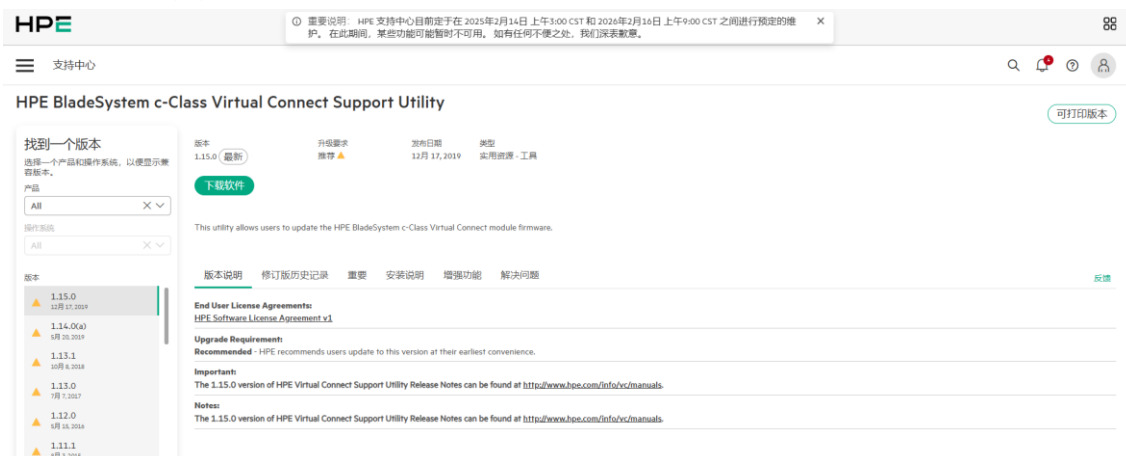 HPE
重要说明: HPE 支持中心目前定于在 2025年2月14日 上午3:00 CST 和 2026年2月16日 上午9:00 CST 之间进行预定的维
护。 在此期间, 某些功能可能暂时不可用。 如有任何不便之处, 我们深表歉意。
支持中心
HPE BladeSystem c-Class Virtual Connect Support Utility
可打印版本
找到一个版本
选择一个产品和操作系统, 以便显示兼
容版本。
产品
All
操作系统
All
版本
1.15.0
12月 17, 2019
1.14.0(a)
5月 20, 2019
1.13.1
10月 8, 2018
1.13.0
7月 7, 2017
1.12.0
1.11.1
版本 升级要求 发布日期 类型
1.15.0 最新 推荐 12月 17, 2019 实用资源 - 工具
下载软件
This utility allows users to update the HPE BladeSystem c-Class Virtual Connect module firmware.
版本说明 修订版历史记录 重要 安装说明 增强功能 解决问题
反馈
End User License Agreements:
HPE Software License Agreement v1
Upgrade Requirement:
Recommended - HPE recommends users update to this version at their earliest convenience.
Important:
The 1.15.0 version of HPE Virtual Connect Support Utility Release Notes can be found at http://www.hpe.com/info/vc/manuals.
Notes:
The 1.15.0 version of HPE Virtual Connect Support Utility Release Notes can be found at http://www.hpe.com/info/vc/manuals.